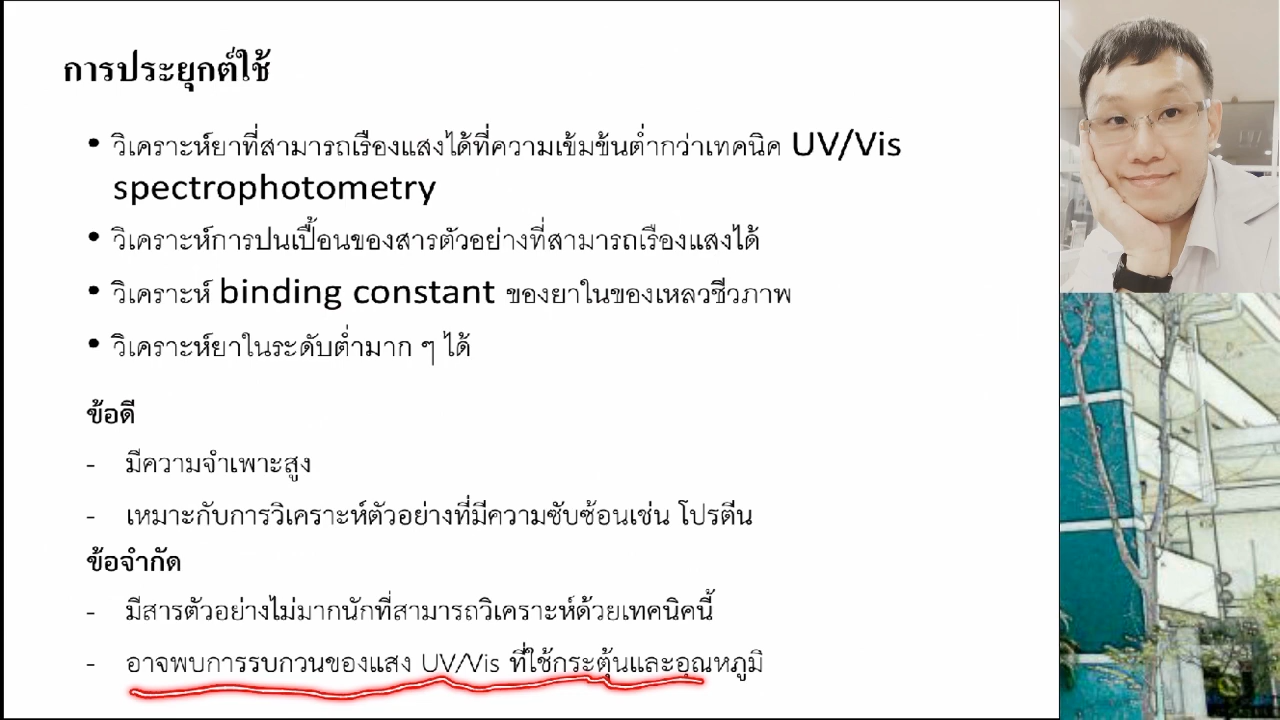 การประยุกต์ใช้
• วิเคราะห์ยาที่สามารถเรืองแสงได้ที่ความเข้มข้นต่ำกว่าเทคนิค UV/Vis
spectrophotometry
• วิเคราะห์การปนเปื้อนของสารตัวอย่างที่สามารถเรืองแสงได้
• วิเคราะห์ binding constant ของยาในของเหลวชีวภาพ
• วิเคราะห์ยาในระดับต่ำมาก ๆ ได้
ข้อดี
- มีความจำเพาะสูง
- เหมาะกับการวิเคราะห์ตัวอย่างที่มีความซับซ้อนเช่น โปรตีน
ข้อจำกัด
- มีสารตัวอย่างไม่มากนักที่สามารถวิเคราะห์ด้วยเทคนิคนี้
- อาจพบการรบกวนของแสง UV/Vis ที่ใช้กระตุ้นและอุณหภูมิ